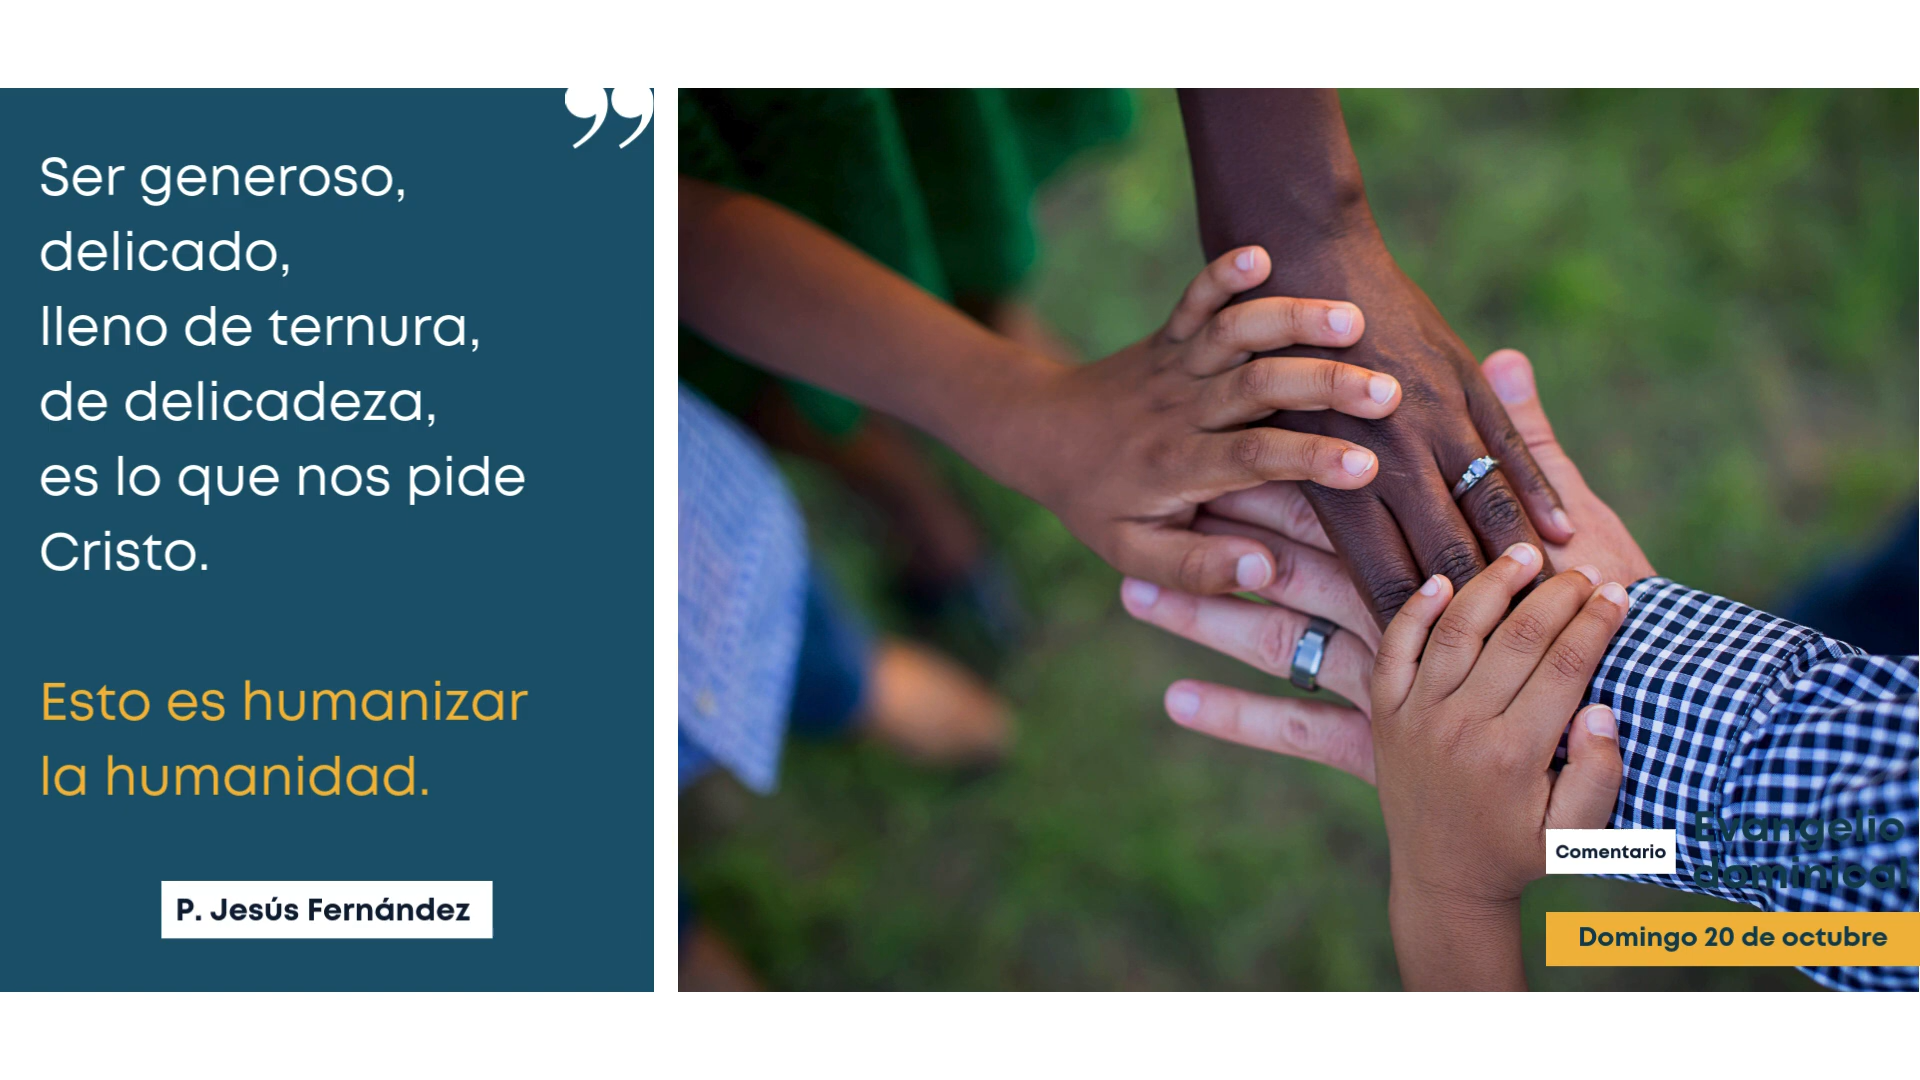 ”
Ser generoso,
delicado,
lleno de ternura,
de delicadeza,
es lo que nos pide
Cristo.
Esto es humanizar
la humanidad.
P. Jesús Fernández
Comentario
Evangelio
dominical
Domingo 20 de octubre